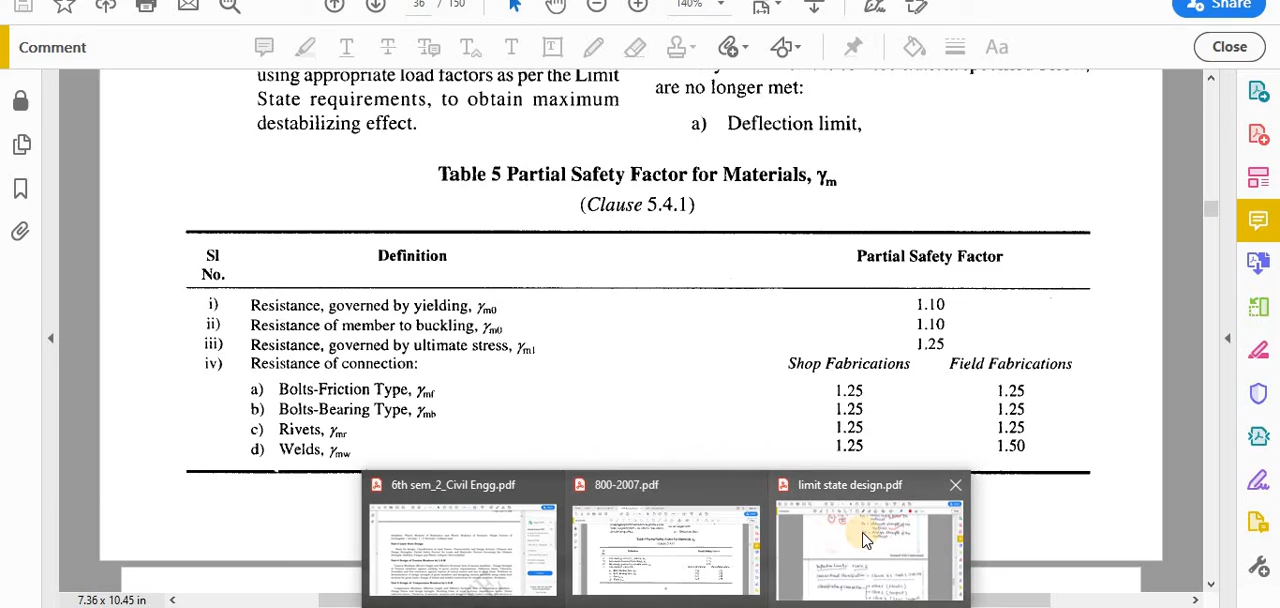 36 / 150
140%
Share
Comment
Aa
Close
using appropriate load factors as per the Limit
State requirements, to obtain maximum
destabilizing effect.
are no longer met:
a) Deflection limit,
Table 5 Partial Safety Factor for Materials, γm
(Clause 5.4.1)
Sl No. Definition Partial Safety Factor
i) Resistance, governed by yielding, γm0 1.10
ii) Resistance of member to buckling, γm0 1.10
iii) Resistance, governed by ultimate stress, γm1 1.25
iv) Resistance of connection: Shop Fabrications Field Fabrications
a) Bolts-Friction Type, γmf 1.25 1.25
b) Bolts-Bearing Type, γmb 1.25 1.25
c) Rivets, γmr 1.25 1.25
d) Welds, γmw 1.25 1.50
6th sem_2_Civil Engg.pdf
800-2007.pdf
limit state design.pdf
7.36 x 10.45 in